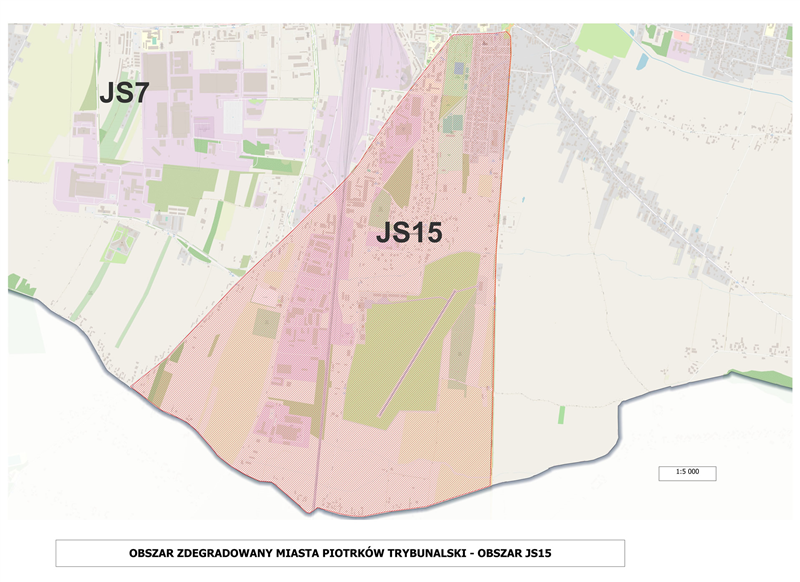 JS7
JS15
1:5 000
OBSZAR ZDEGRADOWANY MIASTA PIOTRKÓW TRYBUNALSKI - OBSZAR JS15